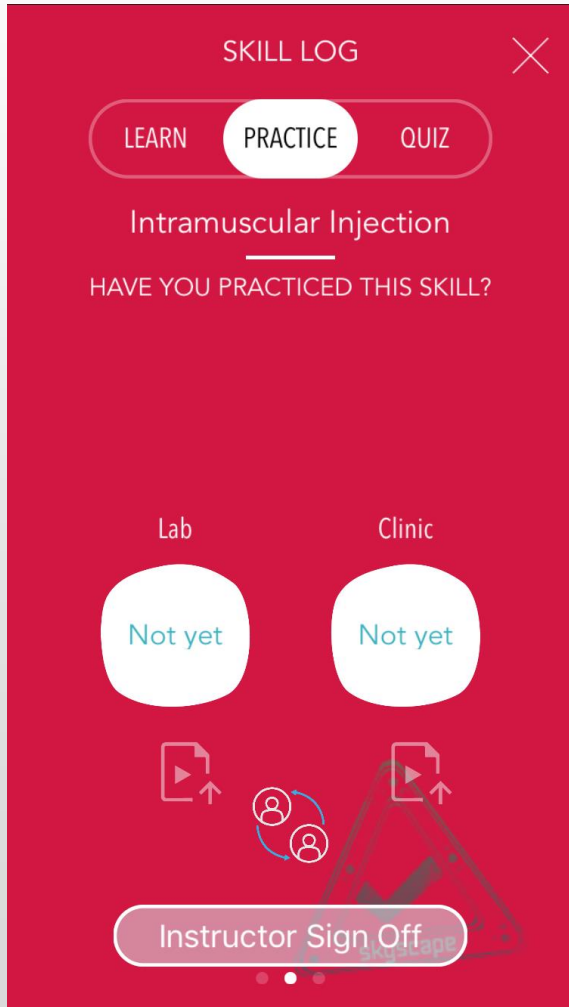 SKILL LOG
LEARN PRACTICE QUIZ
Intramuscular Injection
HAVE YOU PRACTICED THIS SKILL?
Lab Clinic
Not yet Not yet
Instructor Sign Off
skyscape